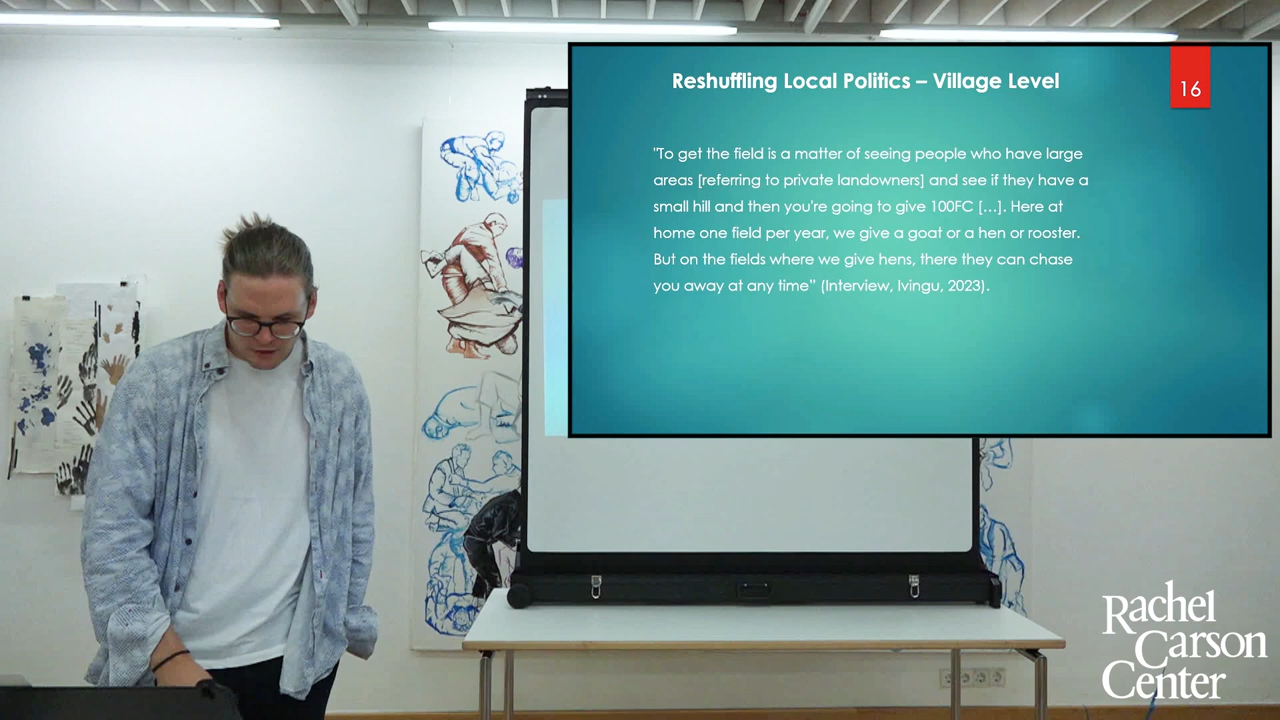 Reshuffling Local Politics – Village Level
16
"To get the field is a matter of seeing people who have large
areas [referring to private landowners] and see if they have a
small hill and then you're going to give 100FC [...]. Here at
home one field per year, we give a goat or a hen or rooster.
But on the fields where we give hens, there they can chase
you away at any time" (Interview, Ivingu, 2023).
Rachel
Carson
Center